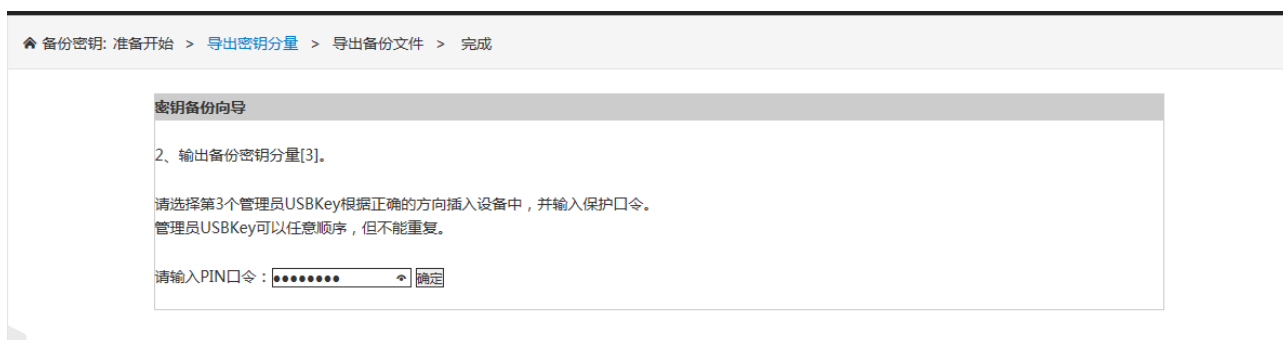 备份密钥: 准备开始 > 导出密钥分量 > 导出备份文件 > 完成
密钥备份向导
2、输出备份密钥分量[3]。
请选择第3个管理员USBKey根据正确的方向插入设备中，并输入保护口令。
管理员USBKey可以任意顺序，但不能重复。
请输入PIN口令：●●●●●●●● 确定